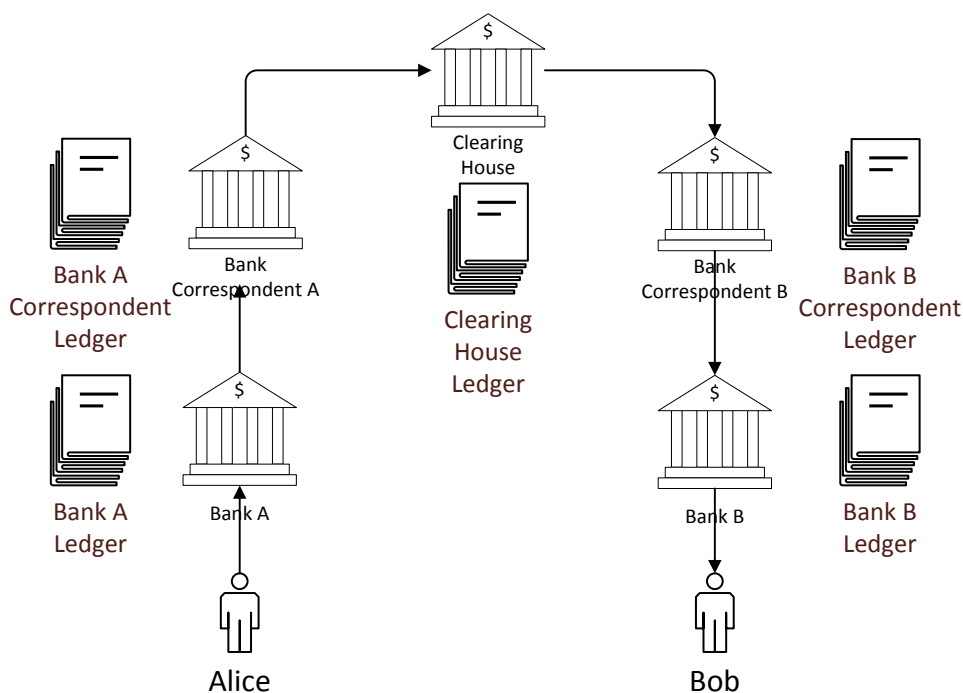 $
Clearing
House
$
Bank
Correspondent A
$
Bank
Correspondent B
Bank A
Correspondent
Ledger
Clearing
House
Ledger
Bank B
Correspondent
Ledger
$
Bank A
$
Bank B
Bank A
Ledger
Bank B
Ledger
Alice
Bob